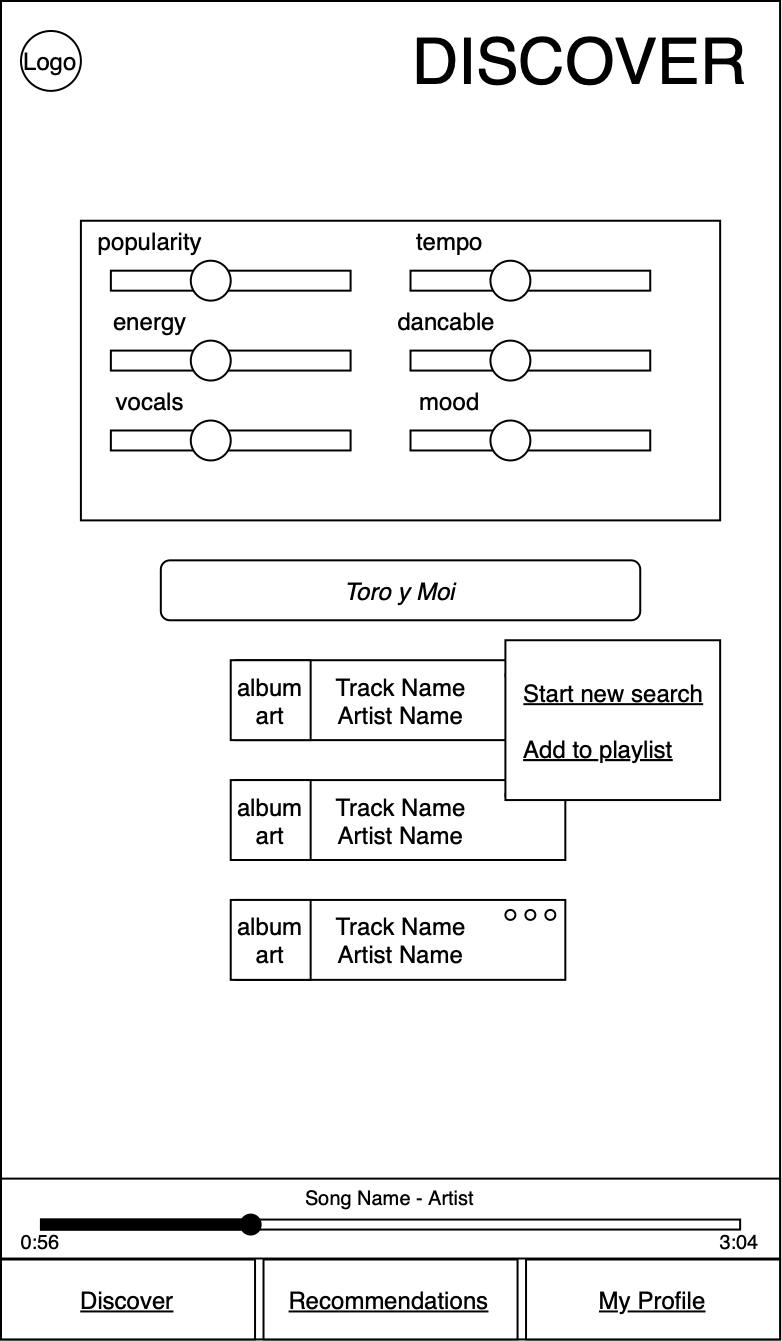 Logo
DISCOVER
popularity
tempo
energy
dancable
vocals
mood
Toro y Moi
album
art
Track Name
Artist Name
Start new search
Add to playlist
album
art
Track Name
Artist Name
album
art
Track Name
Artist Name
Song Name - Artist
0:56
3:04
Discover
Recommendations
My Profile